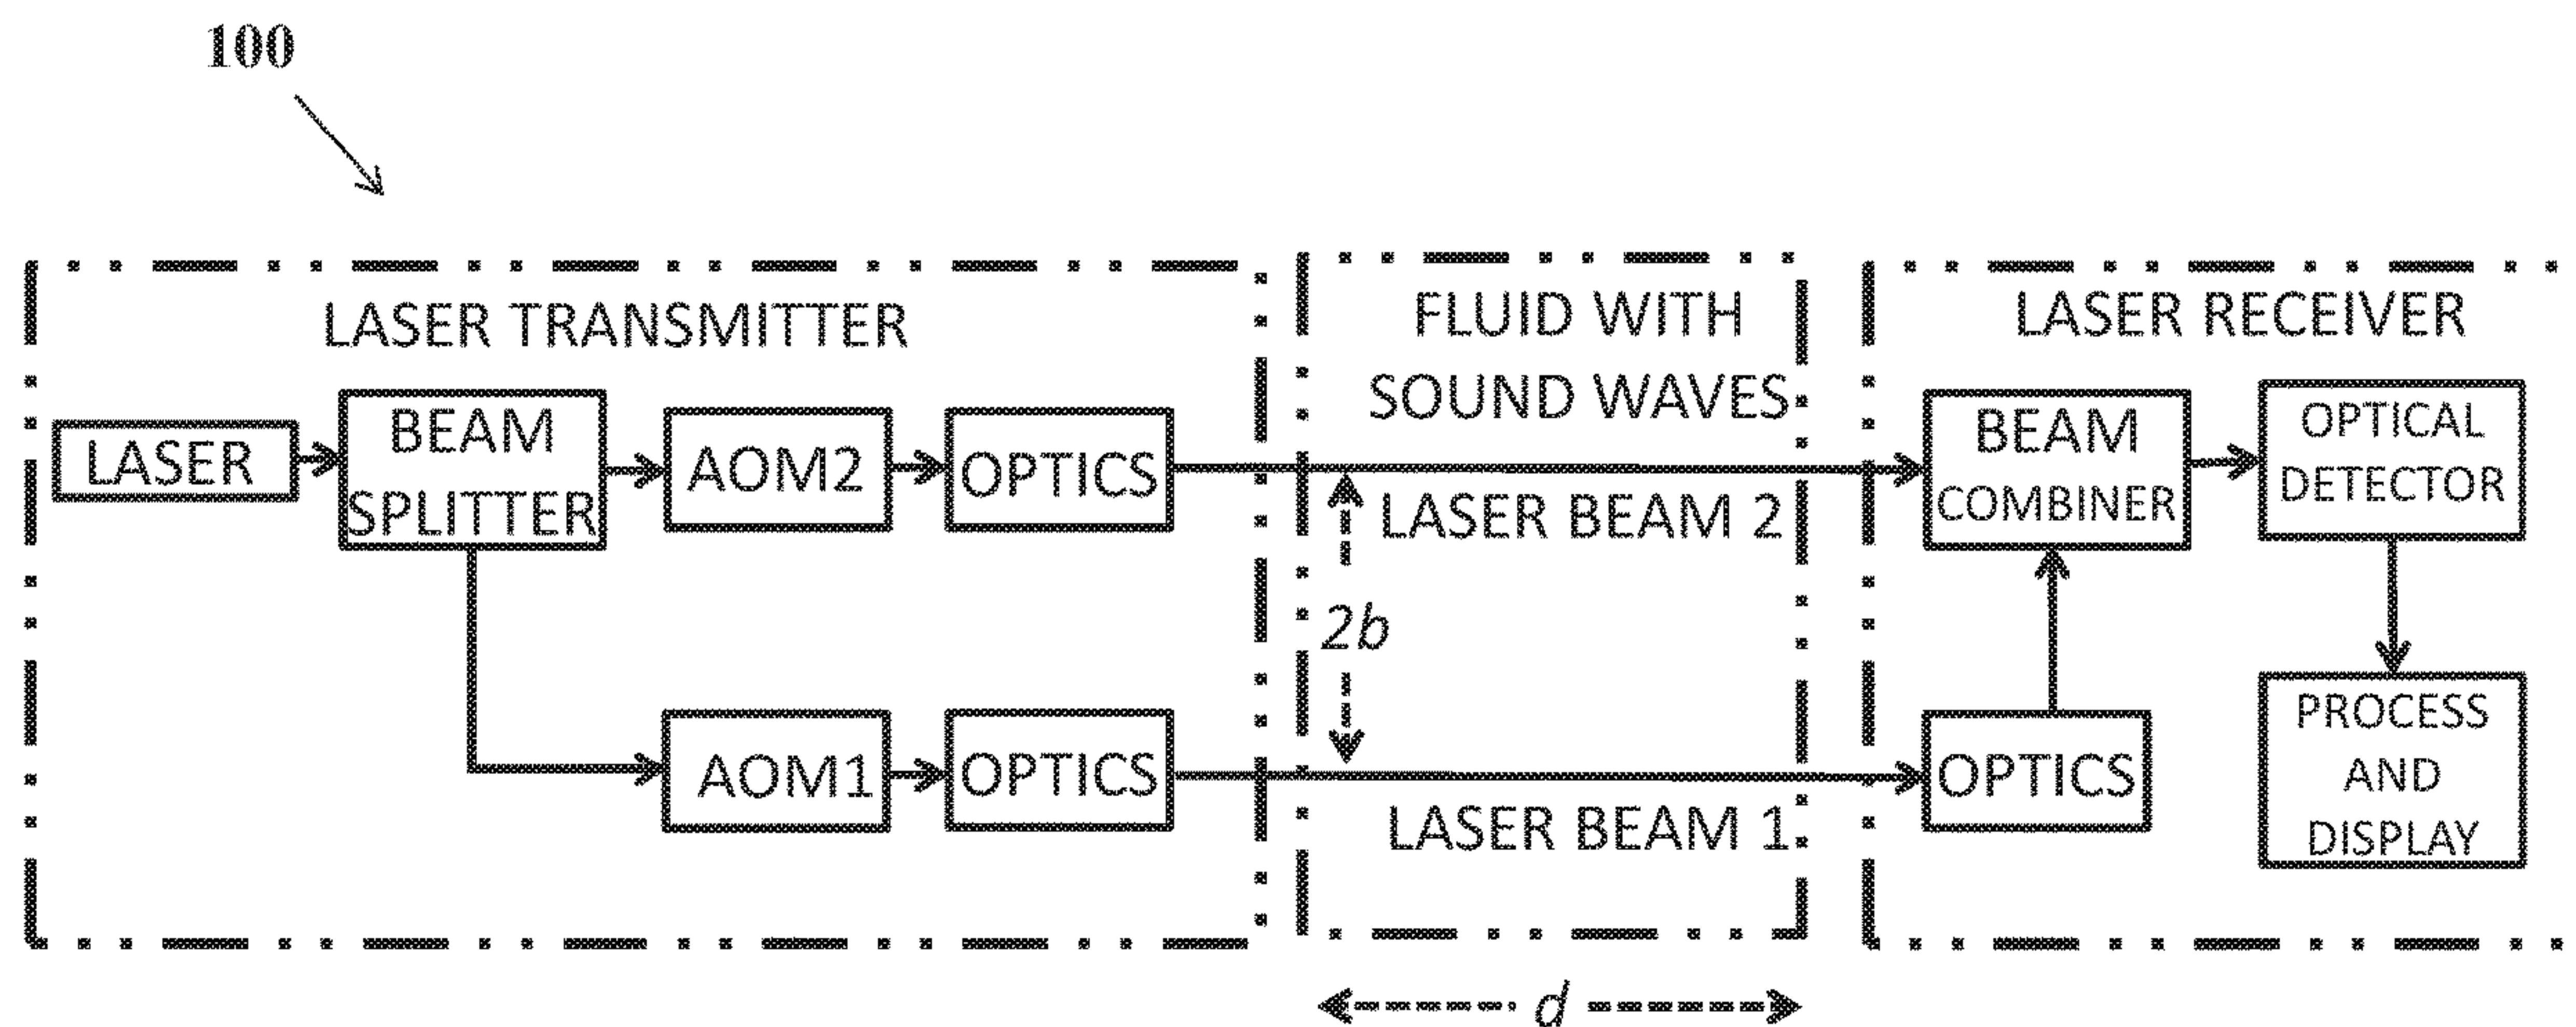 100
LASER TRANSMITTER
LASER
BEAM
SPLITTER
AOM2
OPTICS
AOM1
OPTICS
FLUID WITH
SOUND WAVES
LASER BEAM 2
2b
LASER BEAM 1
d
LASER RECEIVER
BEAM
COMBINER
OPTICAL
DETECTOR
OPTICS
PROCESS
AND
DISPLAY